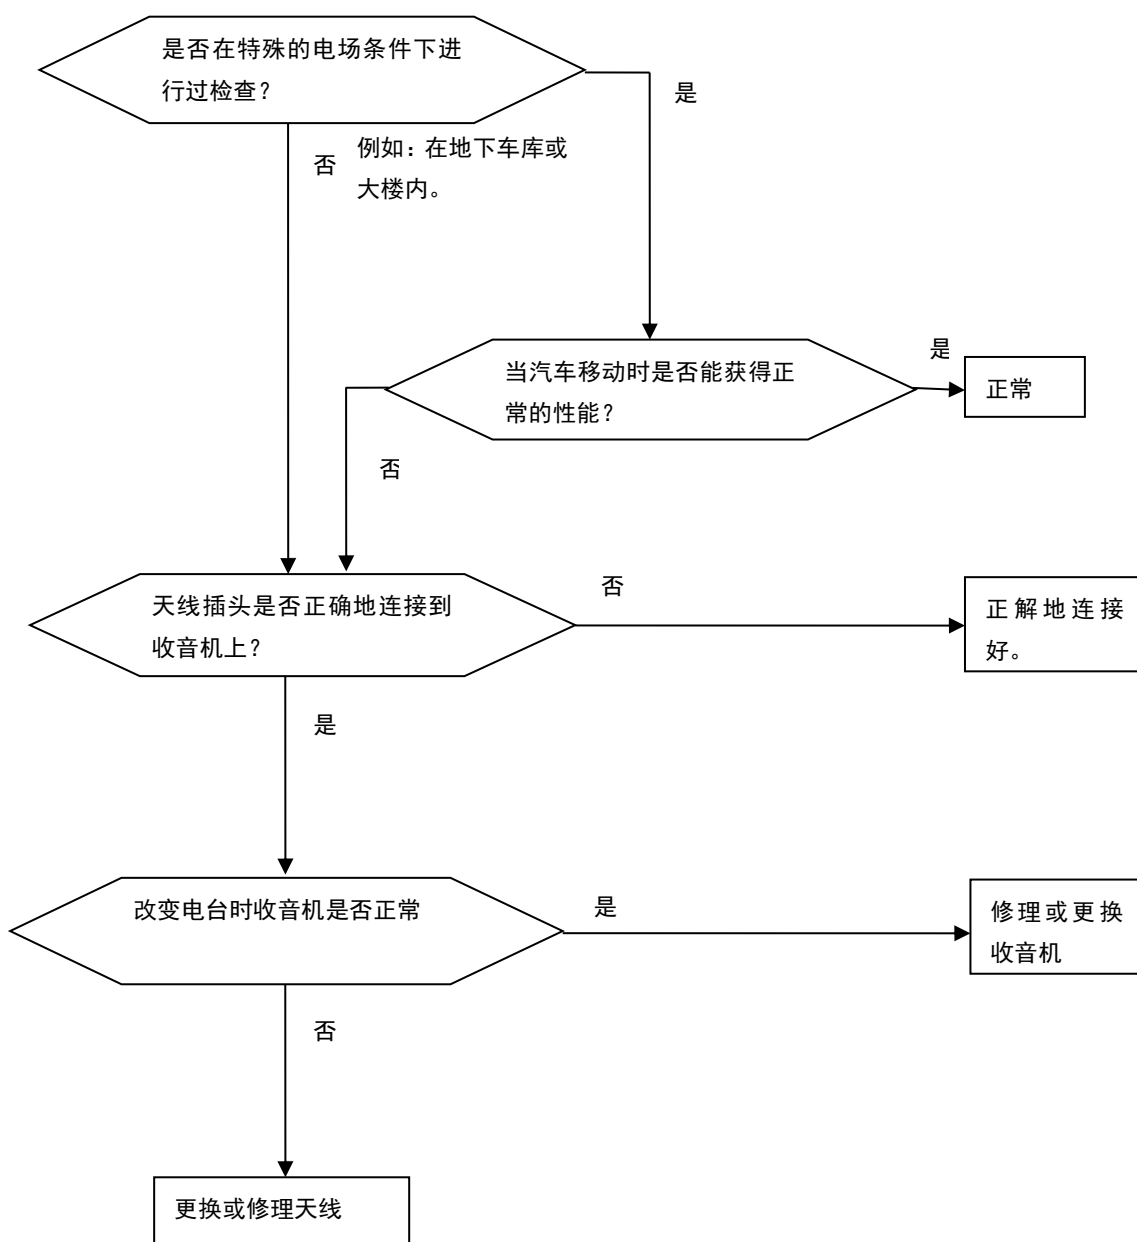 是否在特殊的电场条件下进
行过检查?
是
否
例如：在地下车库或
大楼内。
当汽车移动时是否能获得正
常的性能?
是
正常
否
天线插头是否正确地连接到
收音机上?
否
正解地连接
好。
是
改变电台时收音机是否正常
是
修理或更换
收音机
否
更换或修理天线